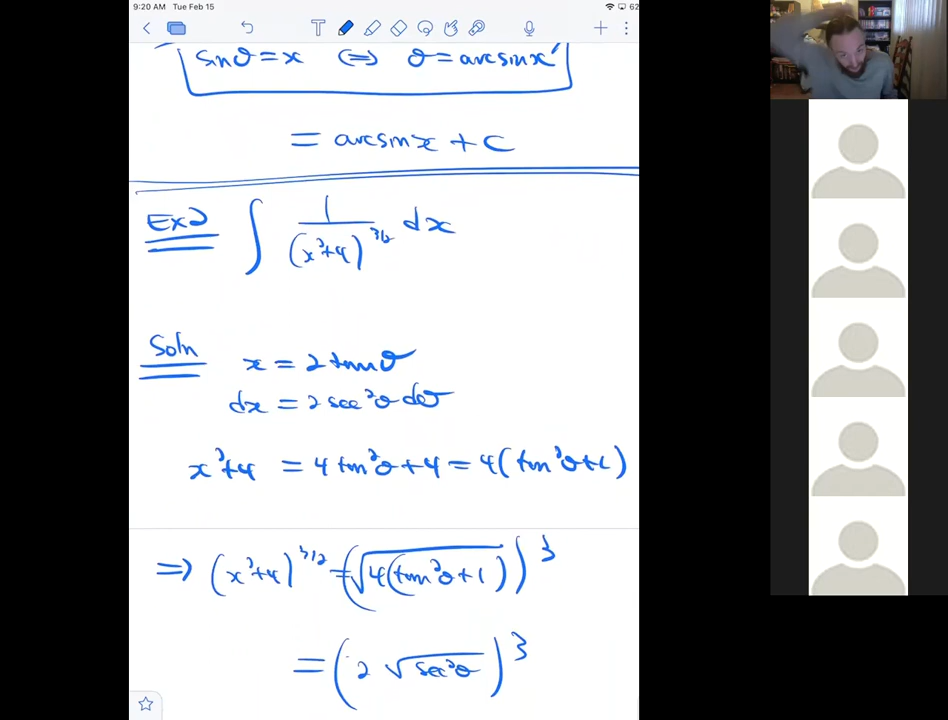 9:20 AM Tue Feb 15
62
sinθ = x ⟺ θ = arcsin x
= arcsin x + C
Ex2 ∫ 1/(x²+4)^3/2 dx
Soln x = 2 tanθ
dx = 2 sec²θ dθ
x²+4 = 4 tan²θ + 4 = 4(tan²θ+1)
⇒ (x²+4)^3/2 = (√4(tan²θ+1))^3
= (2 √sec²θ)^3